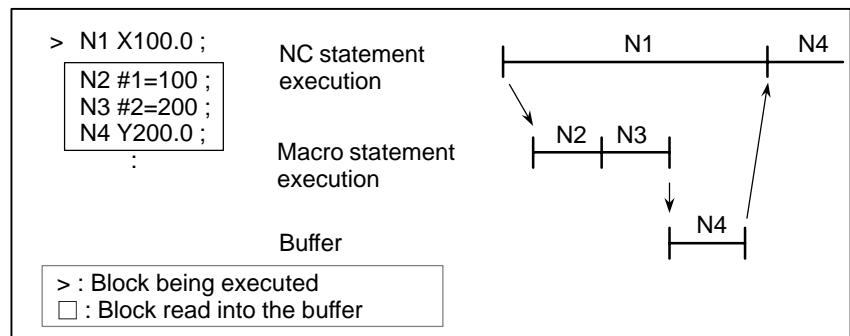 > N1 X100.0 ;
N2 #1=100 ;
N3 #2=200 ;
N4 Y200.0 ;
:
NC statement
execution
N1
N4
Macro statement
execution
N2
N3
Buffer
N4
> : Block being executed
□ : Block read into the buffer